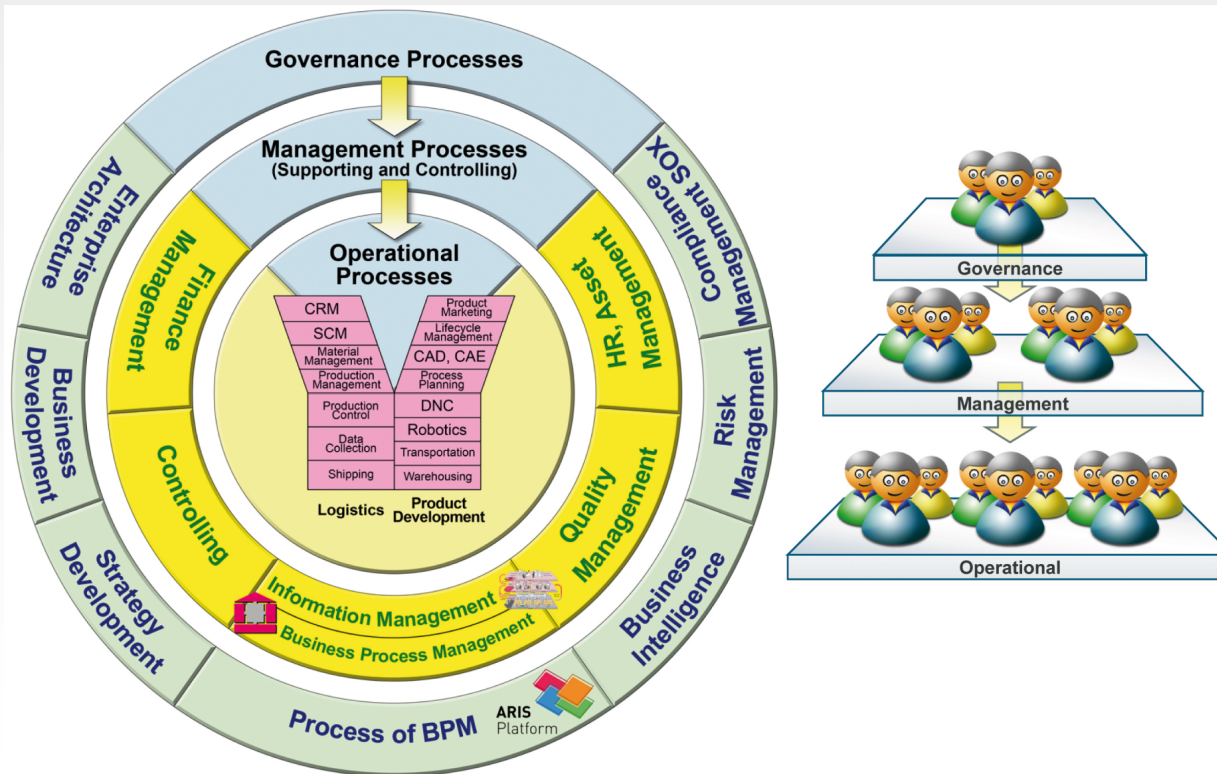 Governance Processes
Management Processes
(Supporting and Controlling)
Operational
Processes
CRM
SCM
Material
Management
Production
Management
Production
Control
Data
Collection
Shipping
Logistics
Product
Marketing
Lifecycle
Management
CAD, CAE
Process
Planning
DNC
Robotics
Transportation
Warehousing
Product
Development
Finance
Management
Controlling
Information Management
Business Process Management
Quality
Management
HR, Asset
Management
Enterprise
Architecture
Business
Development
Strategy
Development
Process of BPM
ARIS
Platform
Business
Intelligence
Risk
Management
Compliance
Management SOX
Governance
Management
Operational